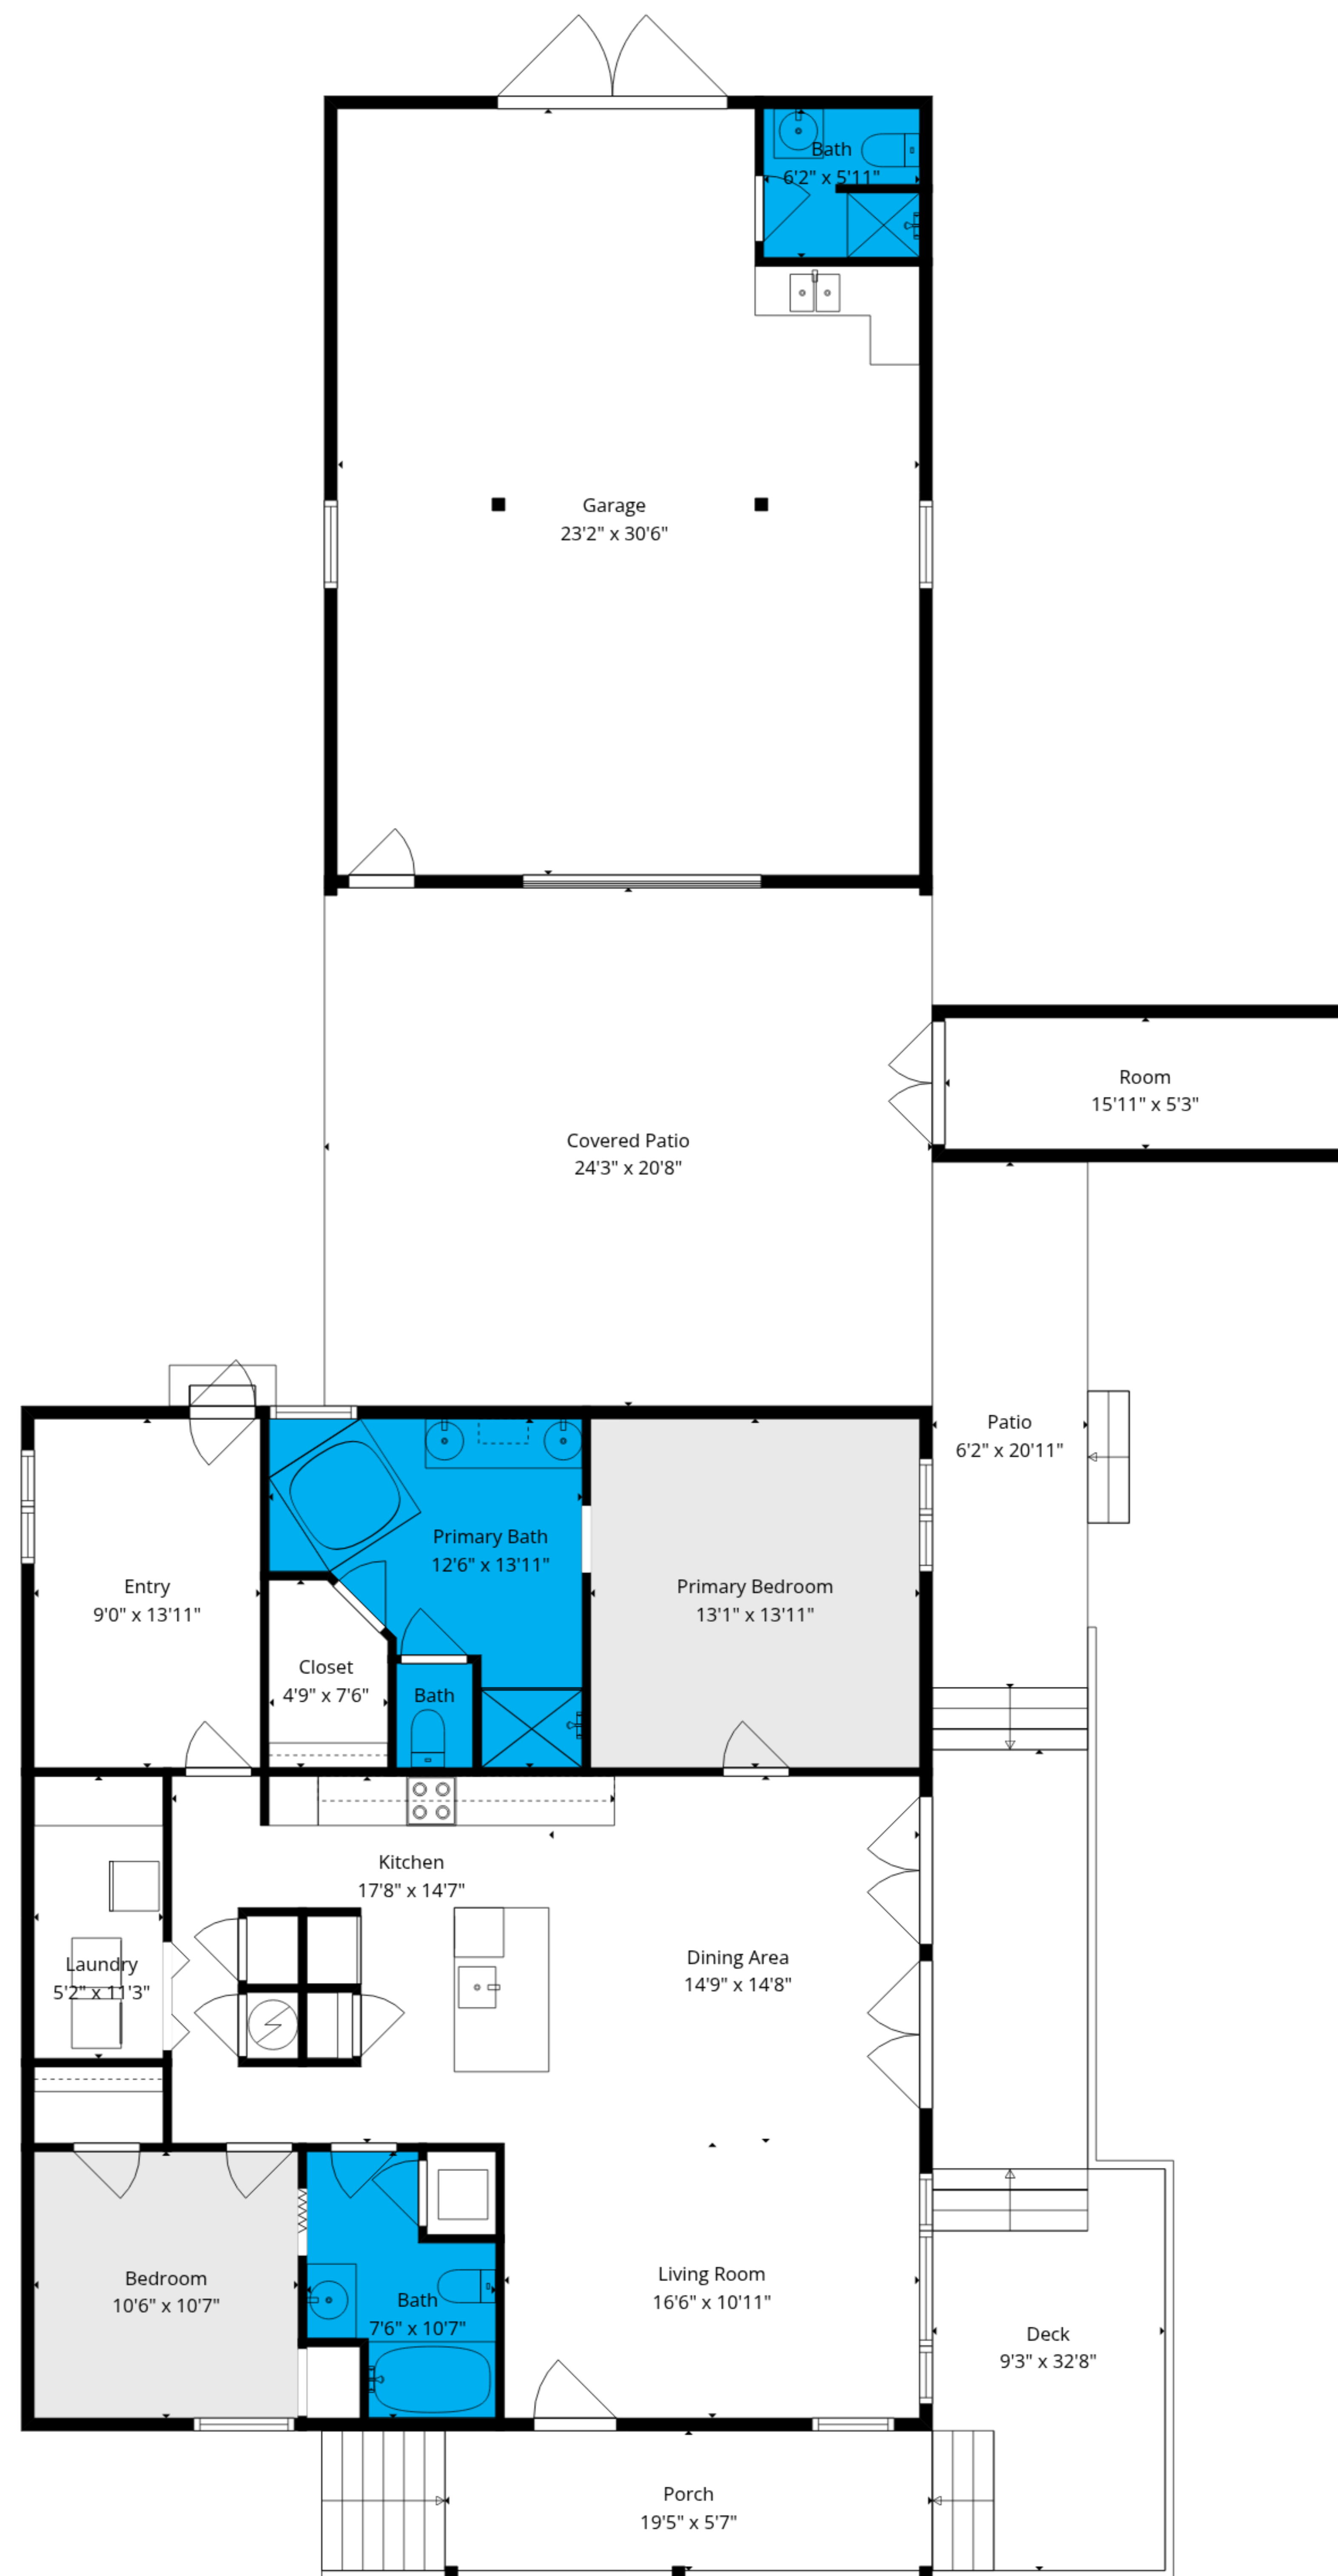 Bath
6'2" x 5'11"
Garage
23'2" x 30'6"
Room
15'11" x 5'3"
Covered Patio
24'3" x 20'8"
Patio
6'2" x 20'11"
Primary Bath
12'6" x 13'11"
Entry
9'0" x 13'11"
Primary Bedroom
13'1" x 13'11"
Closet
4'9" x 7'6"
Bath
Kitchen
17'8" x 14'7"
Laundry
5'2" x 11'3"
Dining Area
14'9" x 14'8"
Bedroom
10'6" x 10'7"
Bath
7'6" x 10'7"
Living Room
16'6" x 10'11"
Deck
9'3" x 32'8"
Porch
19'5" x 5'7"